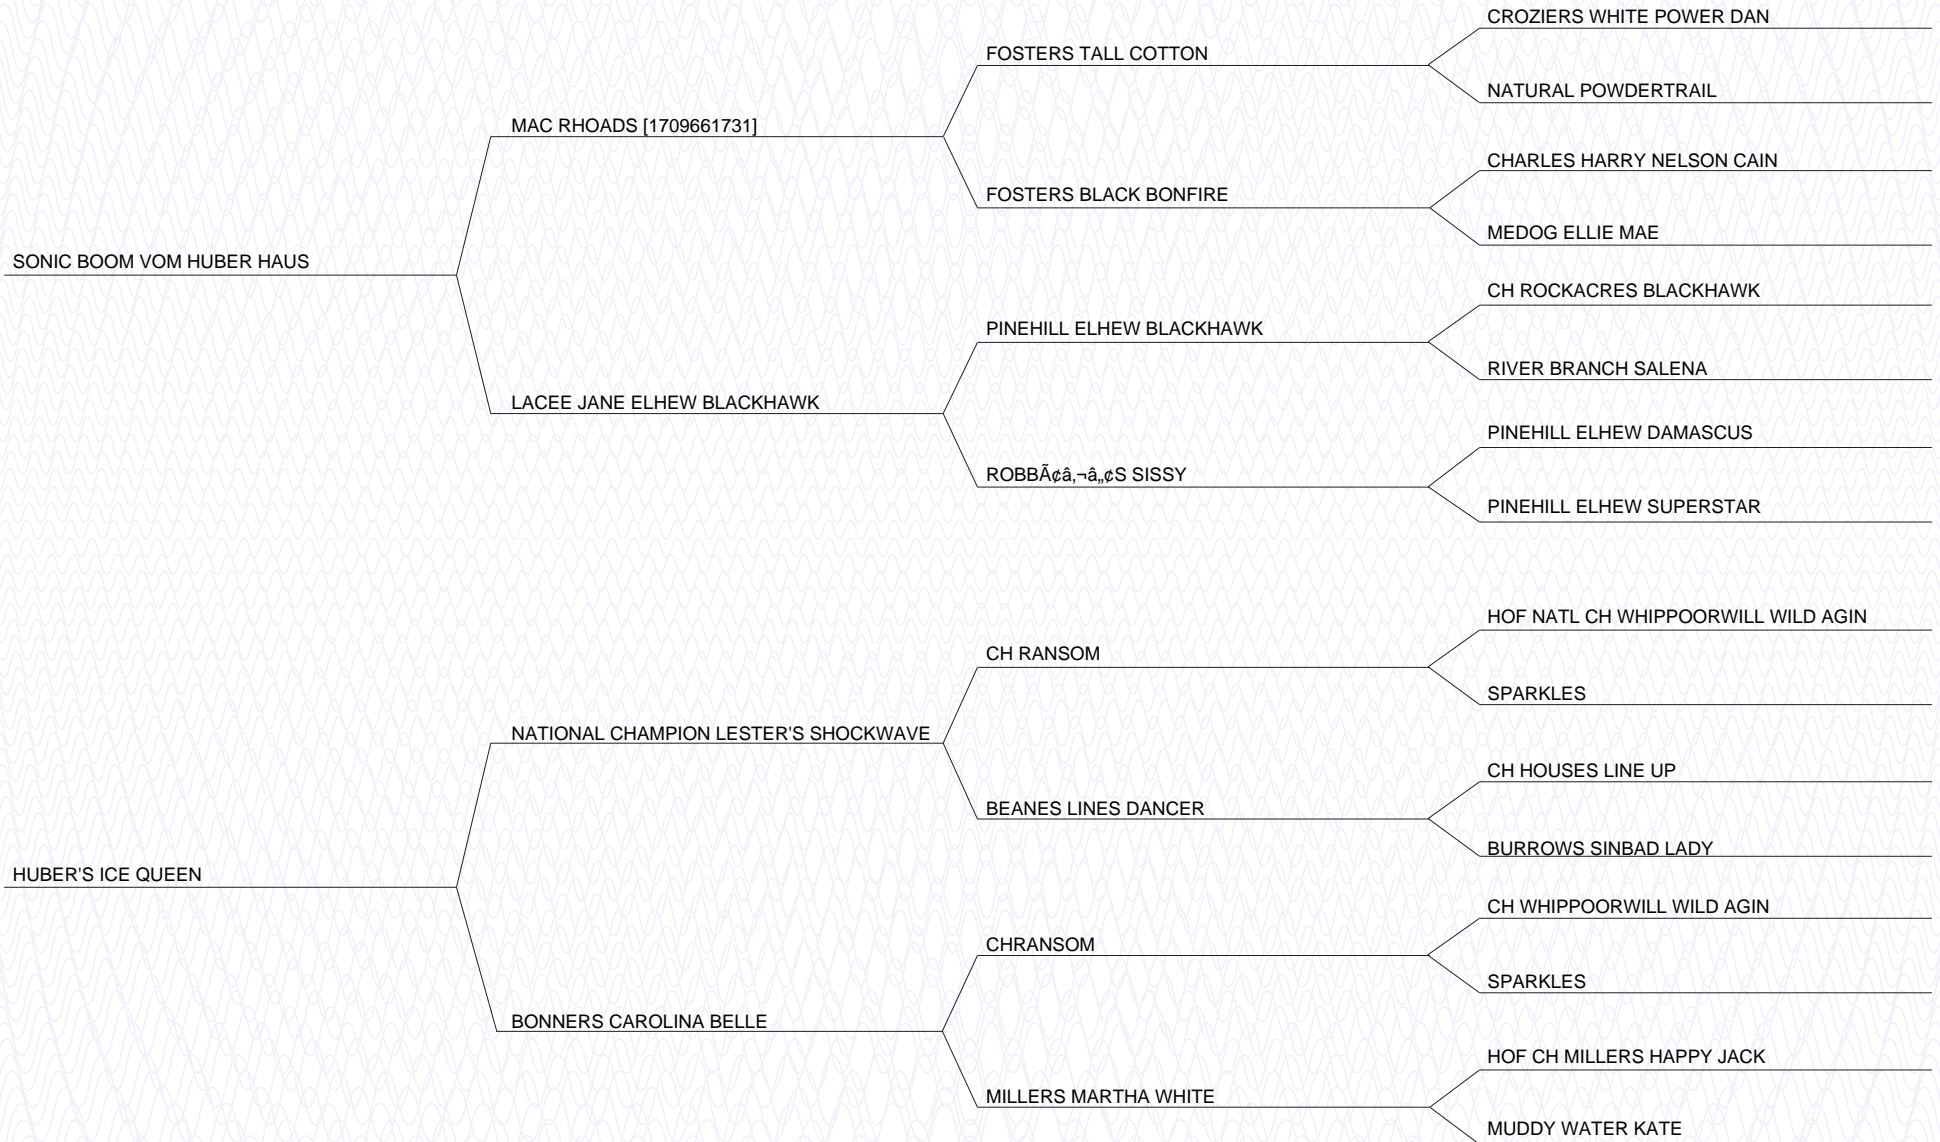 CROZIERS WHITE POWER DAN
FOSTERS TALL COTTON
NATURAL POWDERTRAIL
MAC RHOADS [1709661731]
CHARLES HARRY NELSON CAIN
FOSTERS BLACK BONFIRE
MEDOG ELLIE MAE
SONIC BOOM VOM HUBER HAUS
CH ROCKACRES BLACKHAWK
PINEHILL ELHEW BLACKHAWK
RIVER BRANCH SALENA
LACEE JANE ELHEW BLACKHAWK
PINEHILL ELHEW DAMASCUS
ROBBÃ¢â‚¬â„¢S SISSY
PINEHILL ELHEW SUPERSTAR
HOF NATL CH WHIPPOORWILL WILD AGIN
CH RANSOM
SPARKLES
NATIONAL CHAMPION LESTER'S SHOCKWAVE
CH HOUSES LINE UP
BEANES LINES DANCER
BURROWS SINBAD LADY
HUBER'S ICE QUEEN
CH WHIPPOORWILL WILD AGIN
CHRANSOM
SPARKLES
BONNERS CAROLINA BELLE
HOF CH MILLERS HAPPY JACK
MILLERS MARTHA WHITE
MUDDY WATER KATE